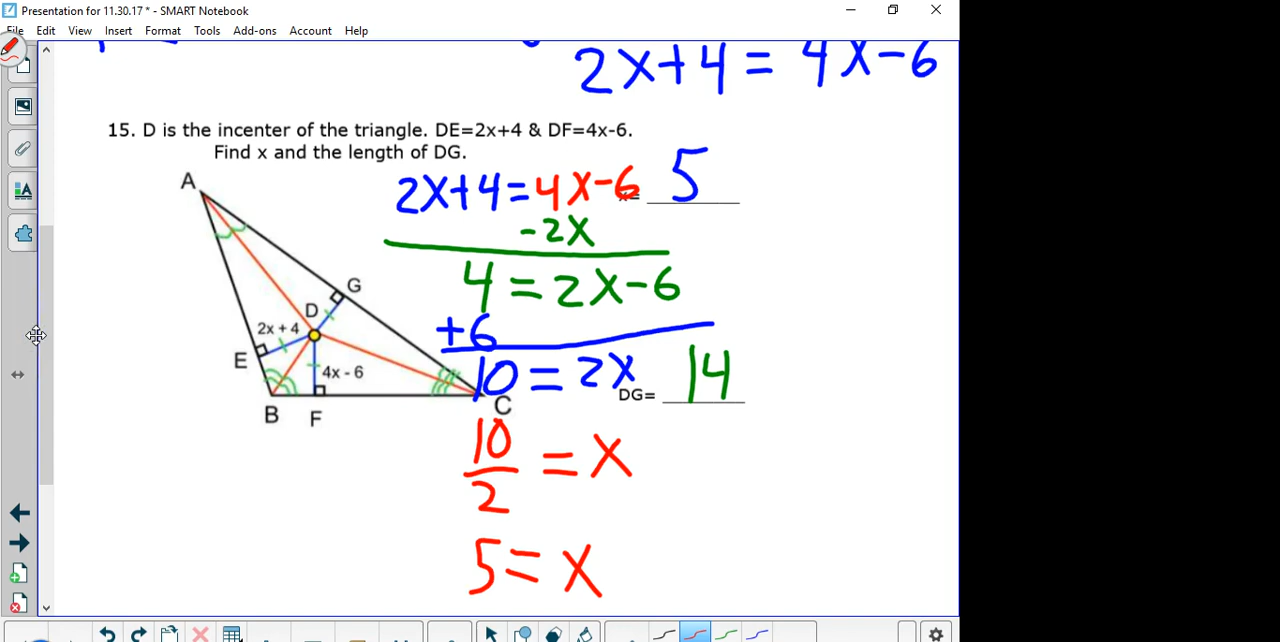 Presentation for 11.30.17 * - SMART Notebook
File Edit View Insert Format Tools Add-ons Account Help
2x+4 = 4x-6
15. D is the incenter of the triangle. DE=2x+4 & DF=4x-6.
Find x and the length of DG.
A
2x+4 = 4x-6 = 5
-2x
4 = 2x-6
G
D
2x + 4
+6
E
4x - 6
10 = 2x
DG= 14
C
B F
10/2 = x
5 = x